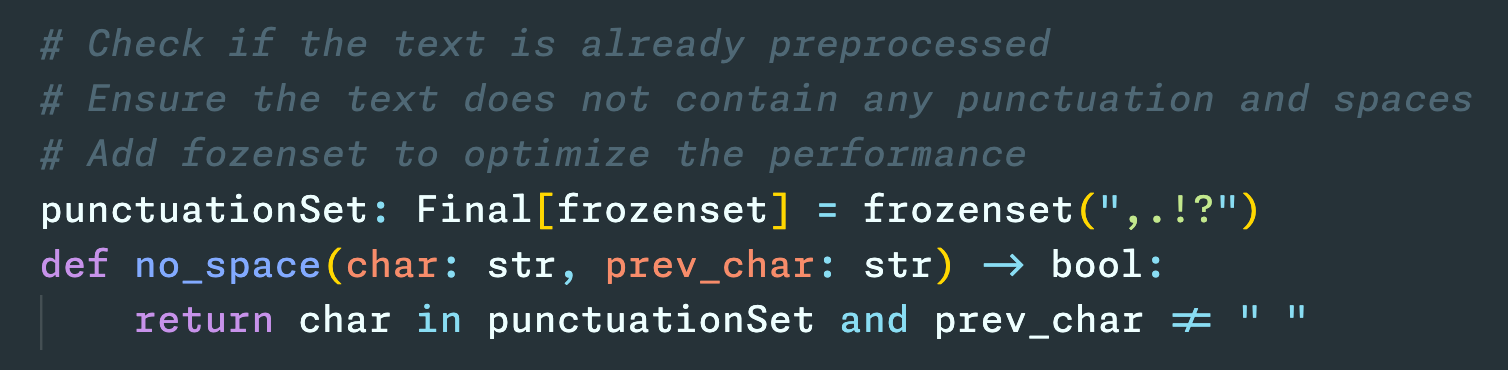 # Check if the text is already preprocessed
# Ensure the text does not contain any punctuation and spaces
# Add fozenset to optimize the performance
punctuationSet: Final[frozenset] = frozenset(",.!?")
def no_space(char: str, prev_char: str) -> bool:
    return char in punctuationSet and prev_char != " "